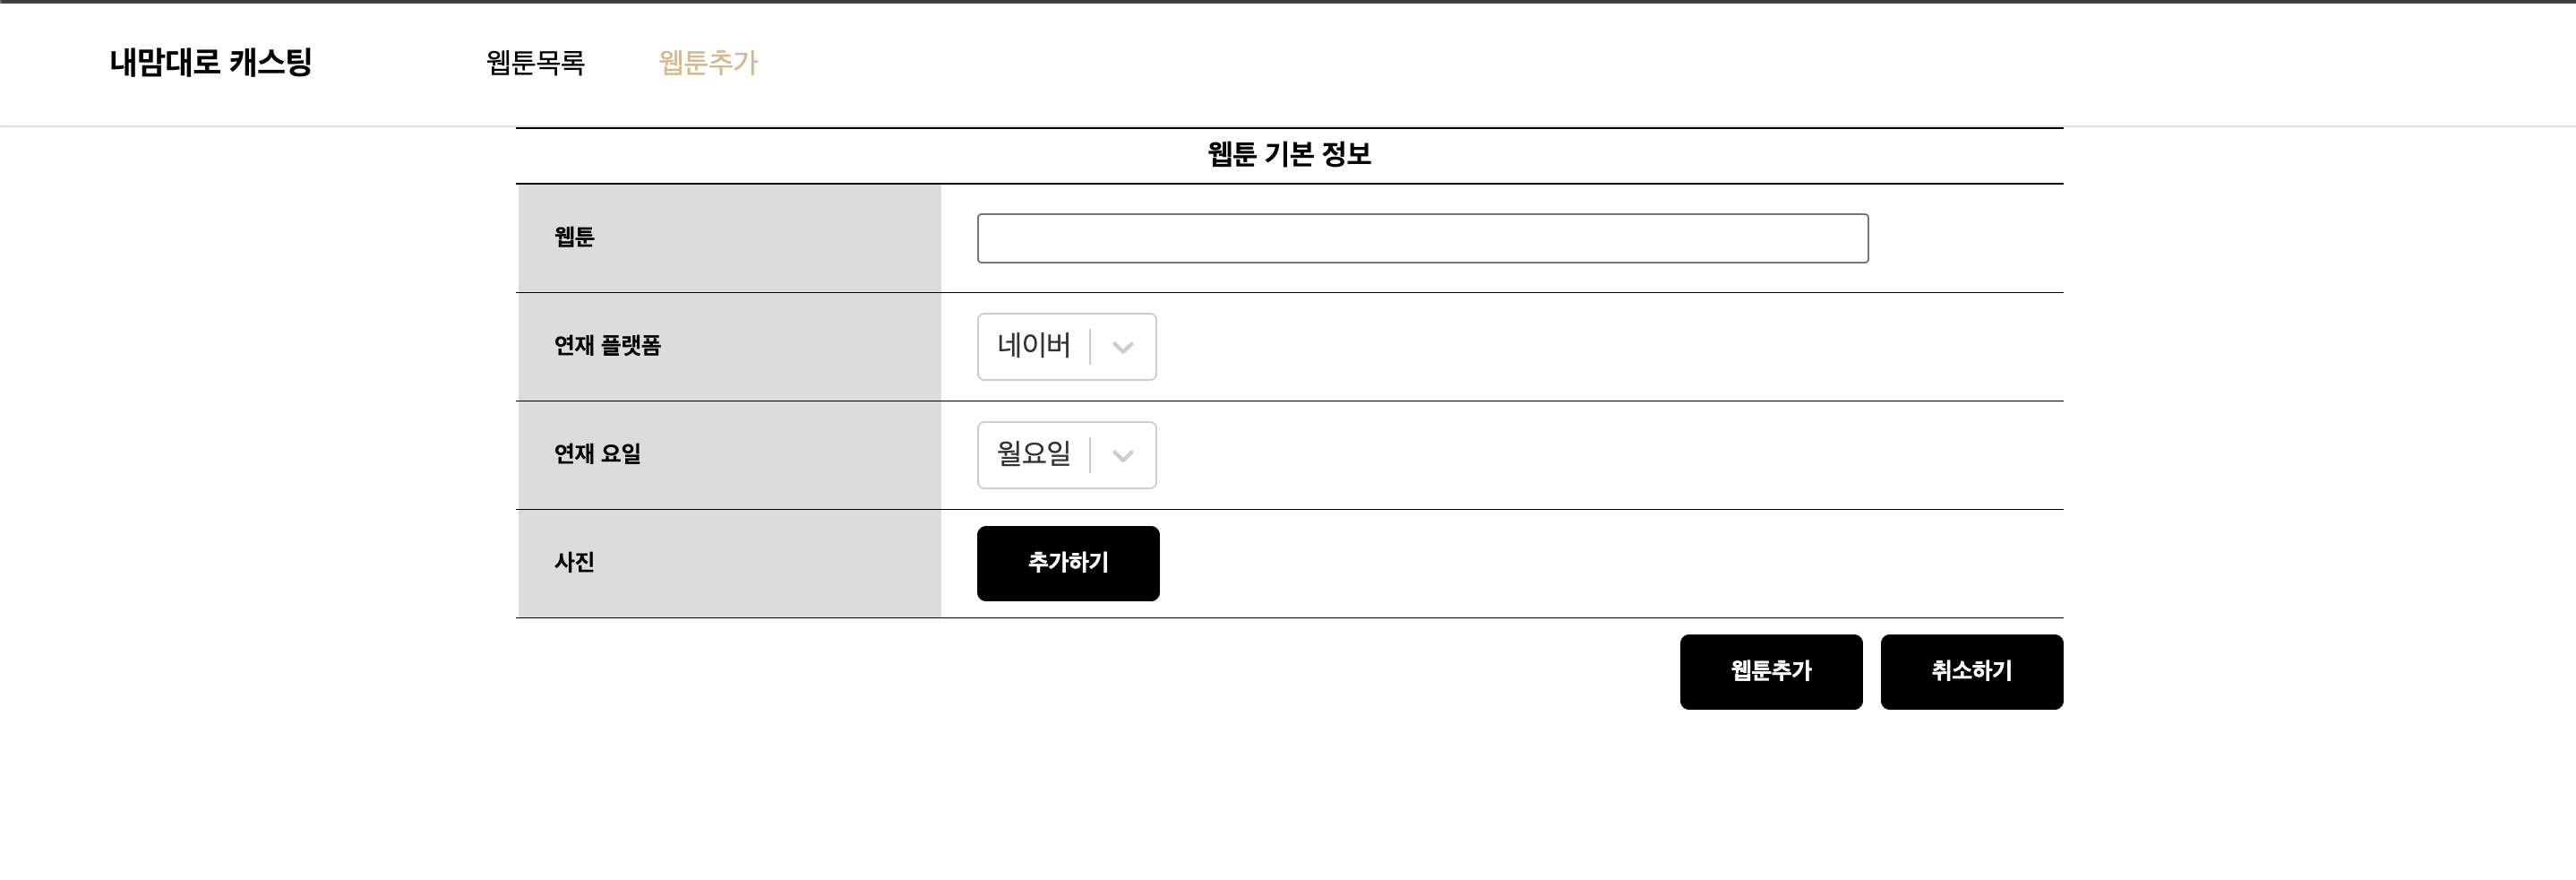 내맘대로 캐스팅 웹툰목록 웹툰추가
웹툰 기본 정보
웹툰
연재 플랫폼 네이버
연재 요일 월요일
사진 추가하기
웹툰추가 취소하기